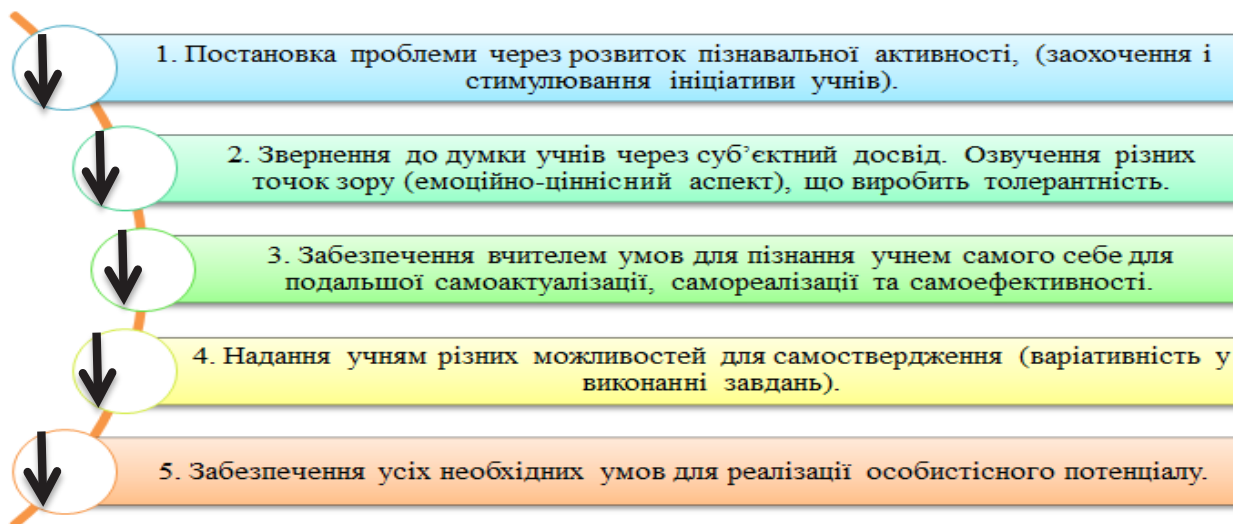 1. Постановка проблеми через розвиток пізнавальної активності, (заохочення і
стимулювання ініціативи учнів).
2. Звернення до думки учнів через суб’єктний досвід. Озвучення різних
точок зору (емоційно-ціннісний аспект), що виробить толерантність.
3. Забезпечення вчителем умов для пізнання учнем самого себе для
подальшої самоактуалізації, самореалізації та самоефективності.
4. Надання учням різних можливостей для самоствердження (варіативність у
виконанні завдань).
5. Забезпечення усіх необхідних умов для реалізації особистісного потенціалу.